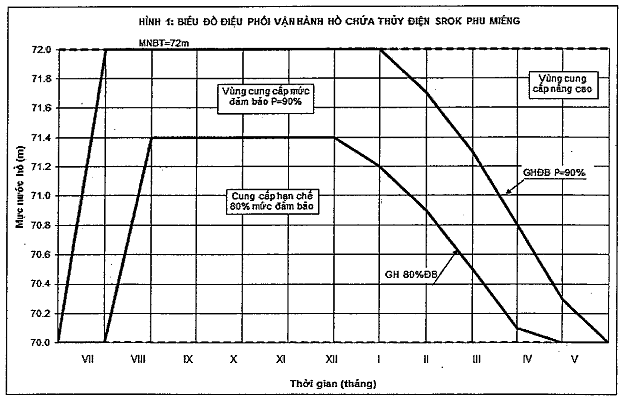 HÌNH 1: BIỂU ĐỒ ĐIỀU PHỐI VẬN HÀNH HỒ CHỨA THỦY ĐIỆN SROK PHU MIÊNG
MNBT=72m
72.0
71.8
71.6
71.4
71.2
71.0
70.8
70.6
70.4
70.2
70.0
Mực nước hồ (m)
Vùng cung cấp mức
đảm bảo P=90%
Vùng cung
cấp nâng cao
Cung cấp hạn chế
80% mức đảm bảo
GHĐB P=90%
GH 80%ĐB
VII VIII IX X XI XII I II III IV V
Thời gian (tháng)